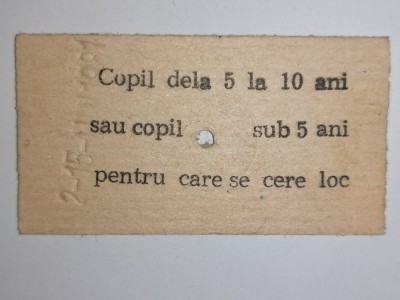 Copil dela 5 la 10 ani
sau copil sub 5 ani
pentru care se cere loc